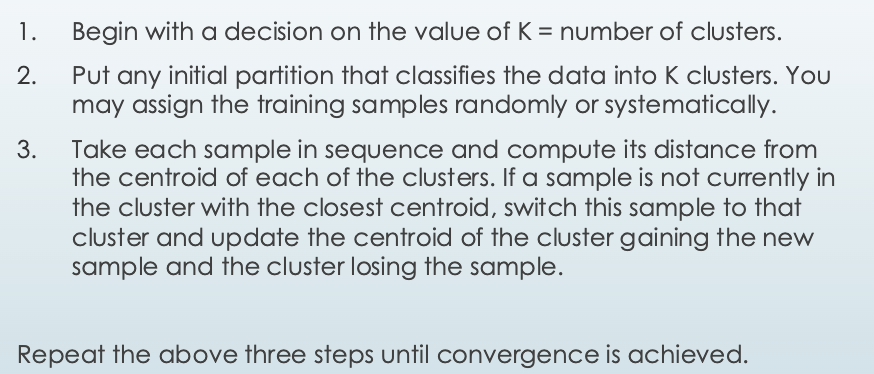 1. Begin with a decision on the value of K = number of clusters.
2. Put any initial partition that classifies the data into K clusters. You
may assign the training samples randomly or systematically.
3. Take each sample in sequence and compute its distance from
the centroid of each of the clusters. If a sample is not currently in
the cluster with the closest centroid, switch this sample to that
cluster and update the centroid of the cluster gaining the new
sample and the cluster losing the sample.
Repeat the above three steps until convergence is achieved.